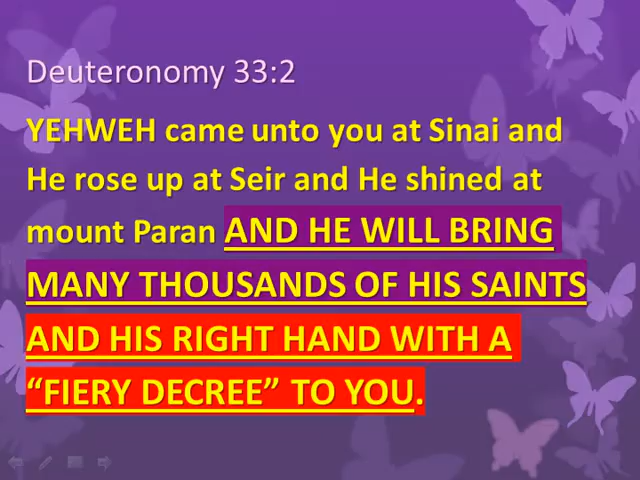 Deuteronomy 33:2
YEHWEH came unto you at Sinai and
He rose up at Seir and He shined at
mount Paran AND HE WILL BRING
MANY THOUSANDS OF HIS SAINTS
AND HIS RIGHT HAND WITH A
“FIERY DECREE” TO YOU.